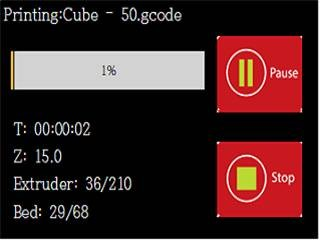 Printing:Cube - 50.gcode
1%
Pause
T: 00:00:02
Z: 15.0
Extruder: 36/210
Bed: 29/68
Stop